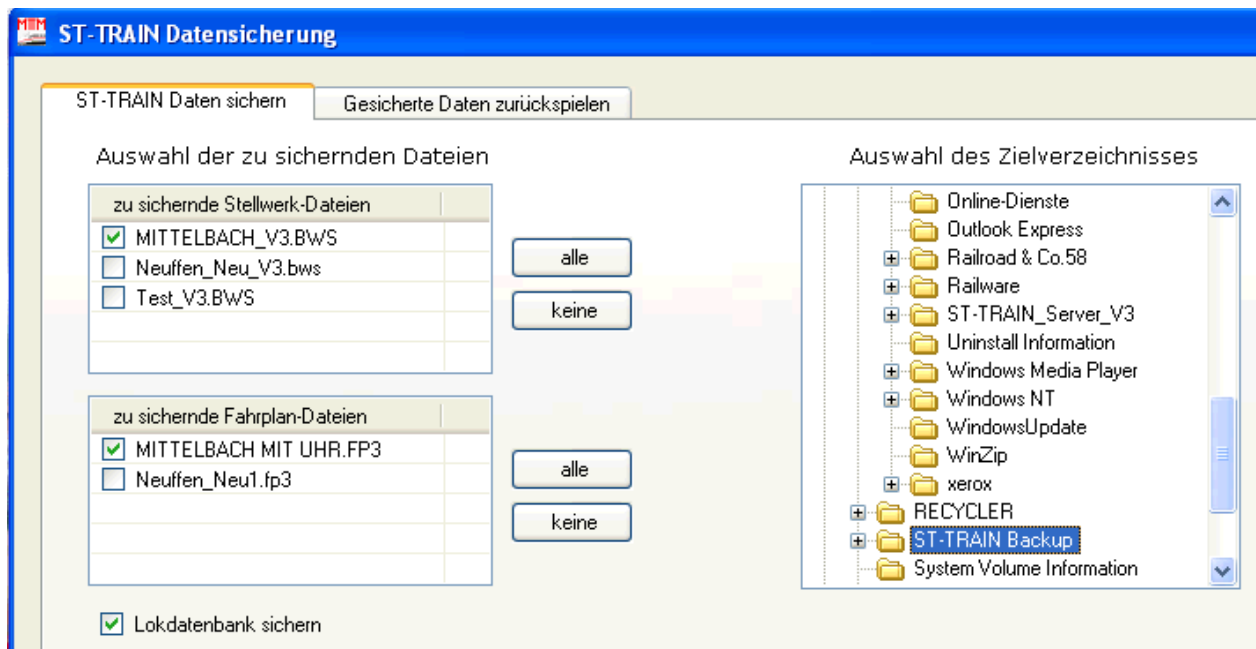 ST-TRAIN Datensicherung
ST-TRAIN Daten sichern
Gesicherte Daten zurückspielen
Auswahl der zu sichernden Dateien
zu sichernde Stellwerk-Dateien
MITTELBACH_V3.BWS
Neuffen_Neu_V3.bws
Test_V3.BWS
alle
keine
zu sichernde Fahrplan-Dateien
MITTELBACH MIT UHR.FP3
Neuffen_Neu1.fp3
alle
keine
Lokdatenbank sichern
Auswahl des Zielverzeichnisses
Online-Dienste
Outlook Express
Railroad & Co.58
Railware
ST-TRAIN_Server_V3
Uninstall Information
Windows Media Player
Windows NT
WindowsUpdate
WinZip
xerox
RECYCLER
ST-TRAIN Backup
System Volume Information